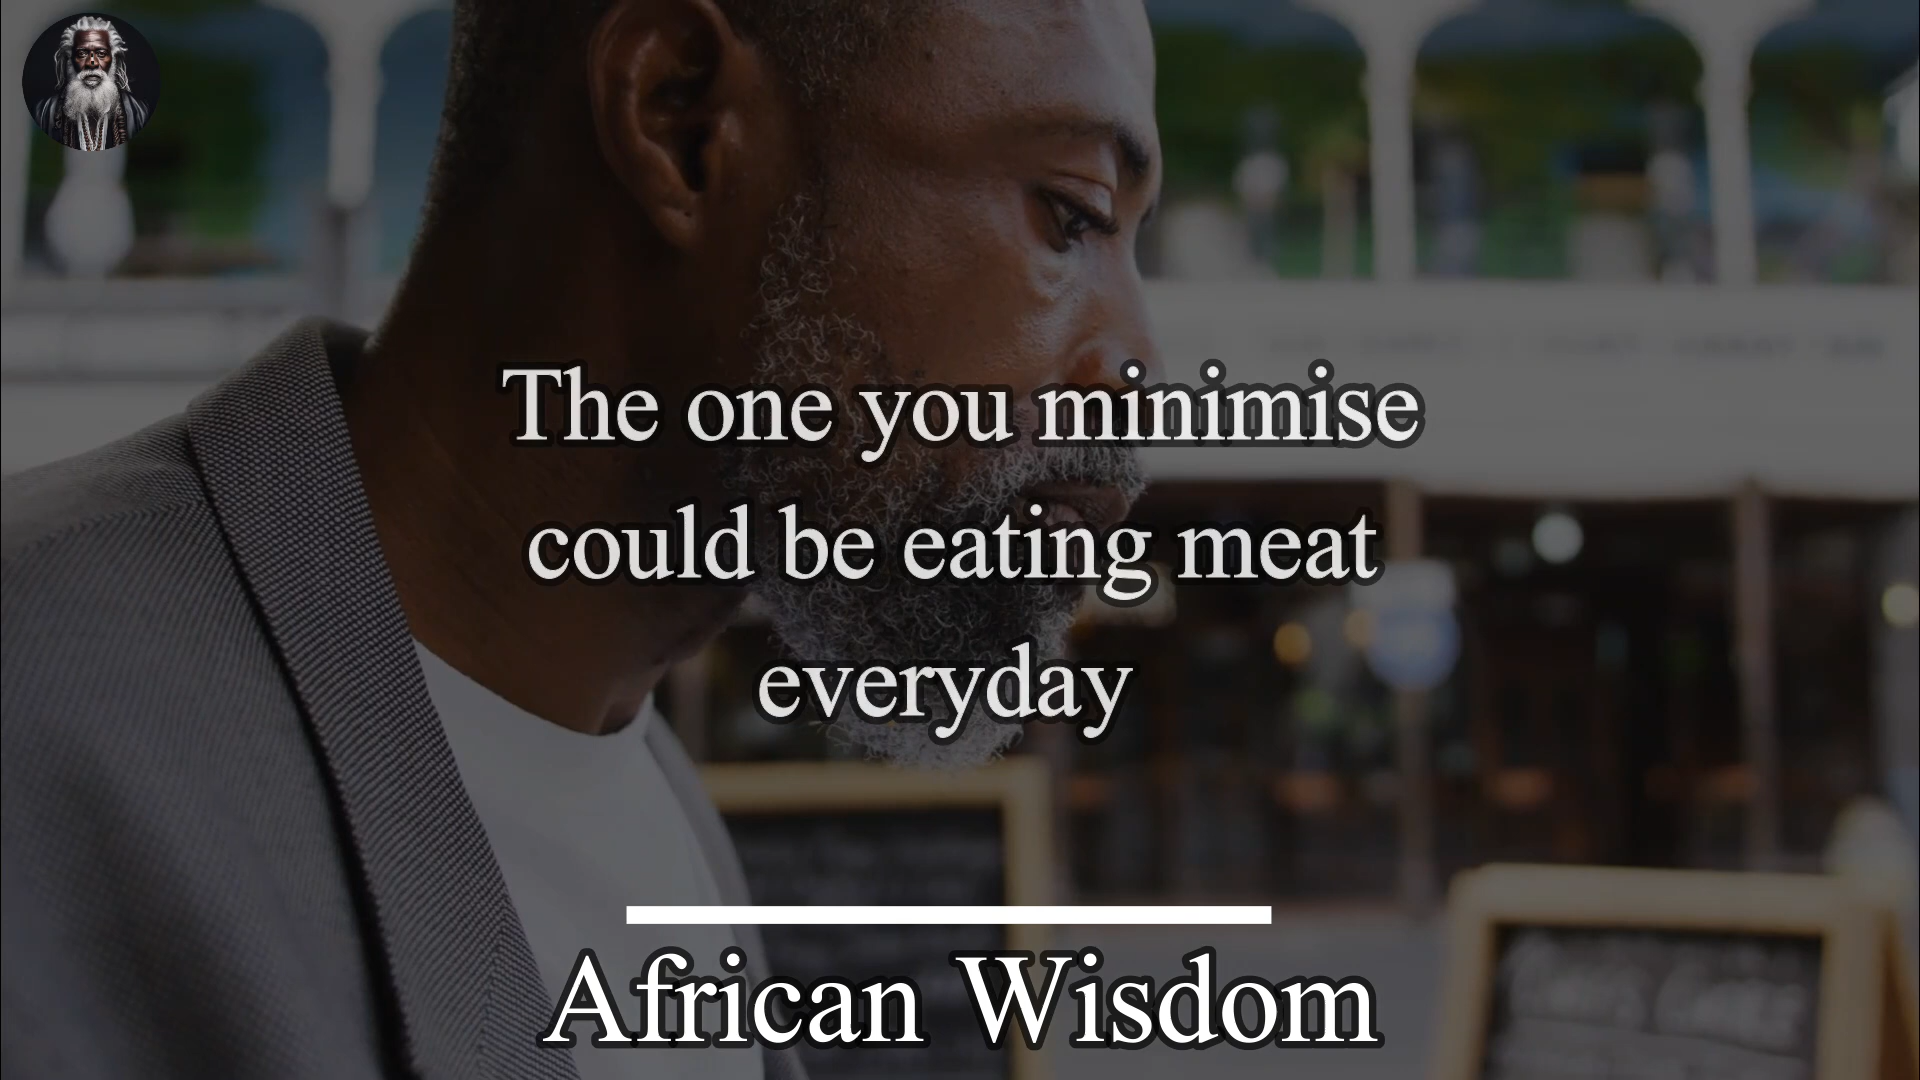 The one you minimise
could be eating meat
everyday
African Wisdom